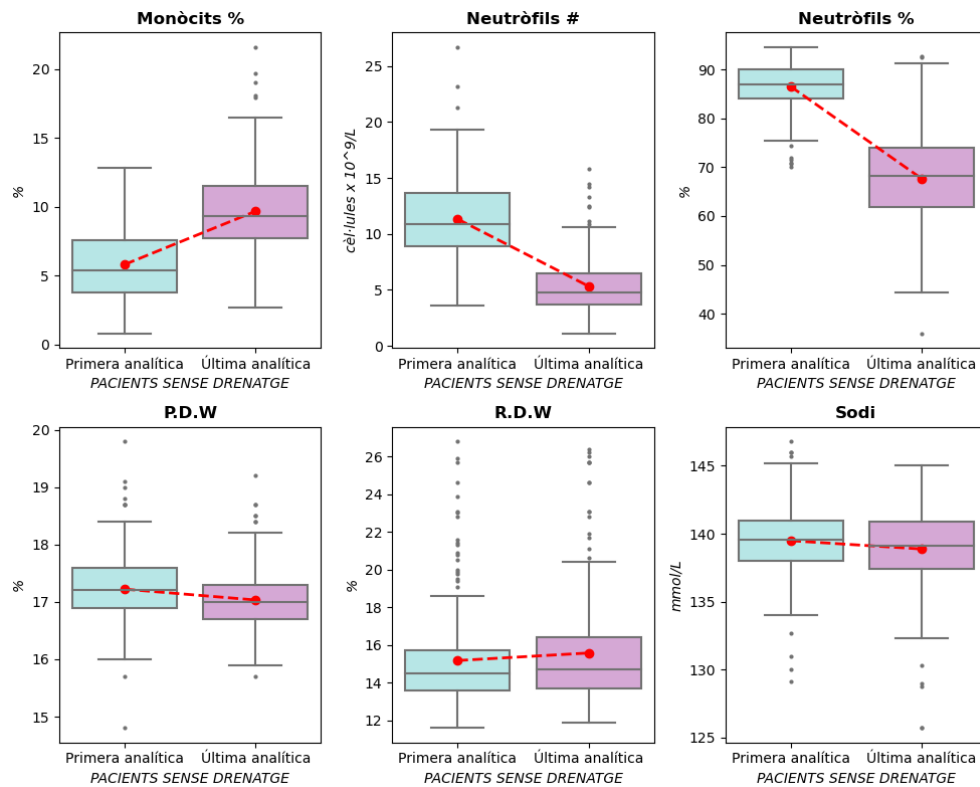 Monòcits %
Neutròfils #
Neutròfils %
20
15
10
5
0
%
Primera analítica Última analítica
PACIENTS SENSE DRENATGE
25
20
15
10
5
0
cèl·lules x 10^9/L
Primera analítica Última analítica
PACIENTS SENSE DRENATGE
90
80
70
60
50
40
%
Primera analítica Última analítica
PACIENTS SENSE DRENATGE
P.D.W
R.D.W
Sodi
20
19
18
17
16
15
%
Primera analítica Última analítica
PACIENTS SENSE DRENATGE
26
24
22
20
18
16
14
12
%
Primera analítica Última analítica
PACIENTS SENSE DRENATGE
145
140
135
130
125
mmol/L
Primera analítica Última analítica
PACIENTS SENSE DRENATGE